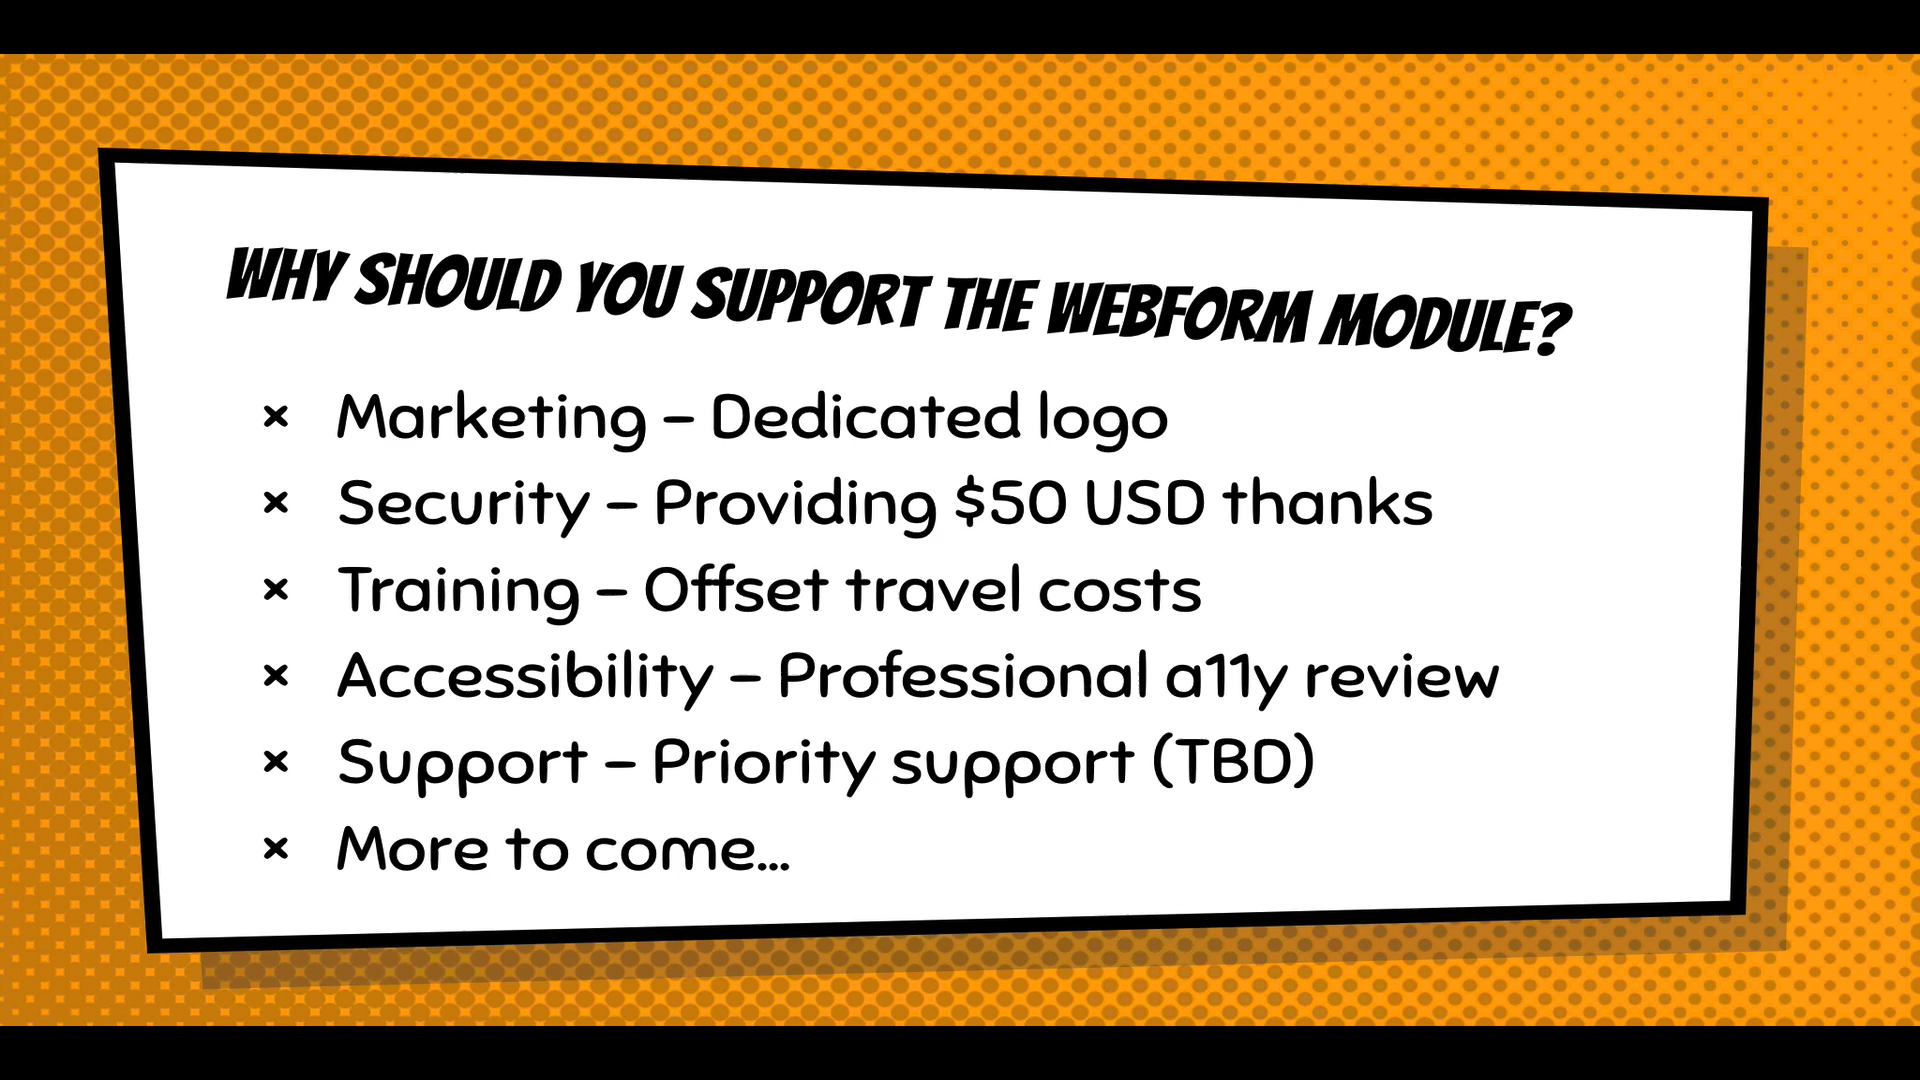 WHY SHOULD YOU SUPPORT THE WEBFORM MODULE?
× Marketing – Dedicated logo
× Security – Providing $50 USD thanks
× Training – Offset travel costs
× Accessibility – Professional a11y review
× Support – Priority support (TBD)
× More to come...